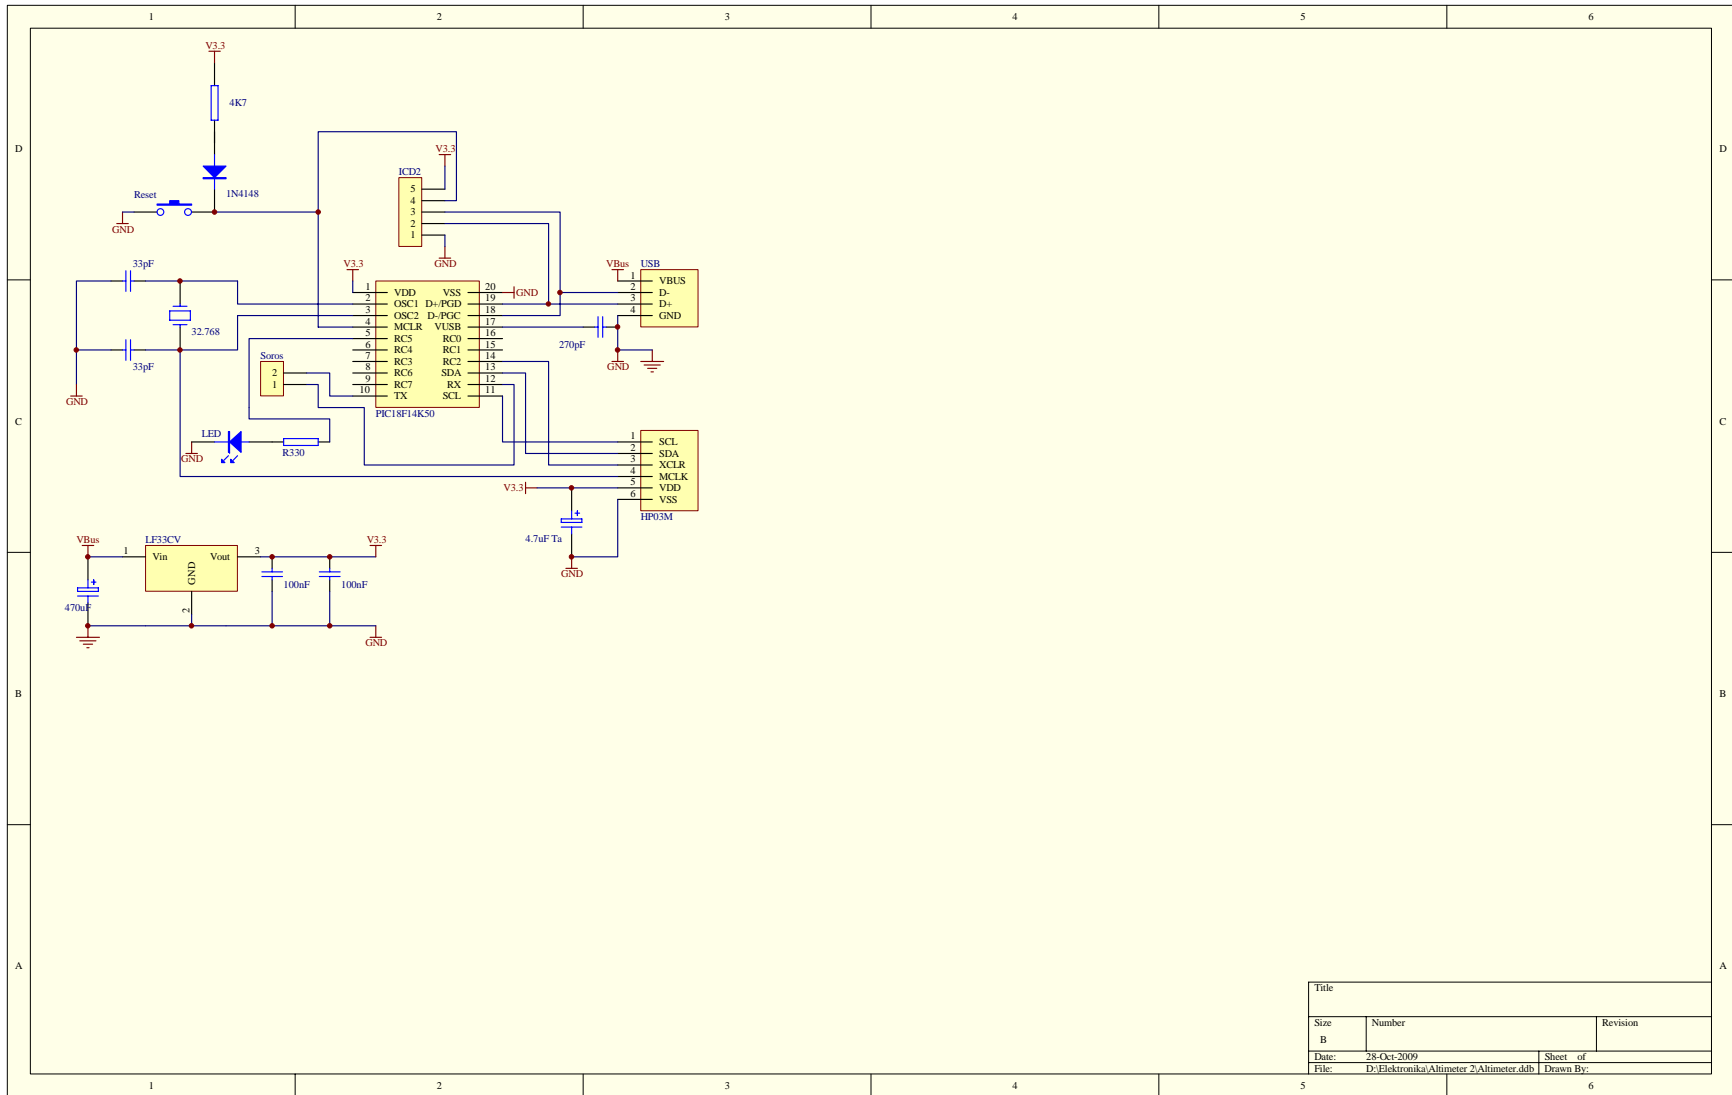 1 2 3 4 5 6
D D
C C
B B
A A
V3.3
4K7
1N4148
Reset
GND
ICD2
V3.3
5
4
3
2
1
GND
33pF
32.768
33pF
GND
V3.3
1 VDD VSS 20 GND
2 OSC1 D+/PGD 19
3 OSC2 D-/PGC 18
4 MCLR VUSB 17
5 RC5 RC0 16
6 RC4 RC1 15
7 RC3 RC2 14
8 RC6 SDA 13
9 RC7 RX 12
10 TX SCL 11
PIC18F14K50
Soros
2
1
LED
GND
R330
VBus USB
1 VBUS
2 D-
3 D+
4 GND
270pF
GND
1 SCL
2 SDA
3 XCLR
4 MCLK
5 VDD
6 VSS
HP03M
V3.3
+
4.7uF Ta
GND
VBus
LF33CV
1 Vin Vout 3
GND
2
V3.3
+
470uF
100nF
100nF
GND
Title
Size Number Revision
B
Date: 28-Oct-2009 Sheet of
File: D:\Elektronika\Altimeter 2\Altimeter.ddb Drawn By:
1 2 3 4 5 6